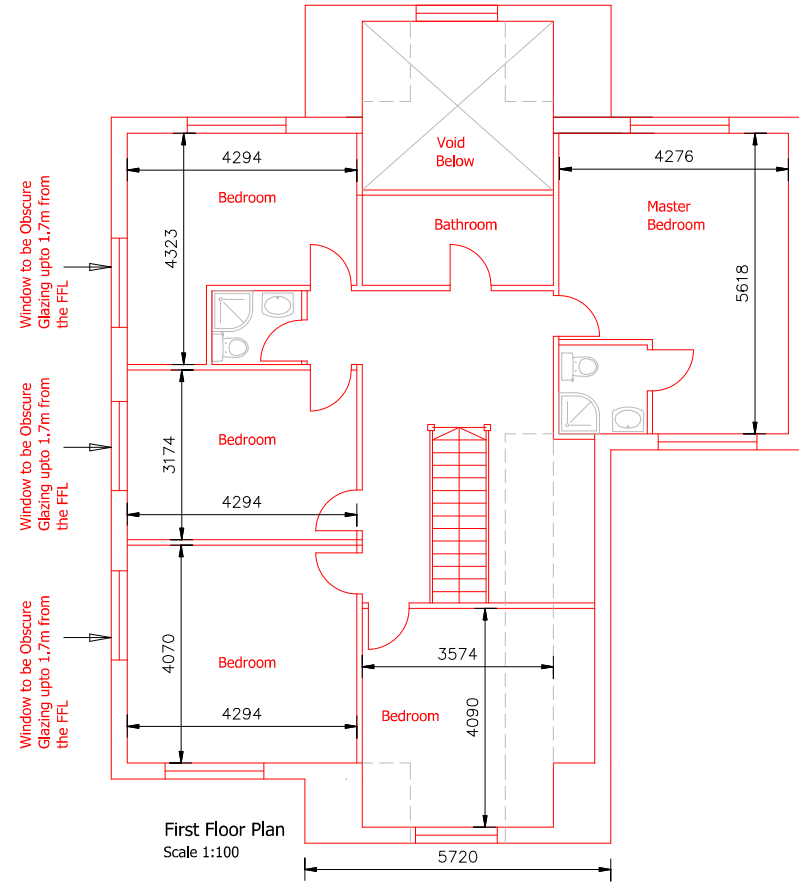 Void
Below
4294
4276
Bedroom
Master
Bedroom
Bathroom
4323
5618
Window to be Obscure
Glazing upto 1.7m from
the FFL
Bedroom
3174
4294
Window to be Obscure
Glazing upto 1.7m from
the FFL
Bedroom
4070
4294
Window to be Obscure
Glazing upto 1.7m from
the FFL
3574
4090
Bedroom
First Floor Plan
Scale 1:100
5720